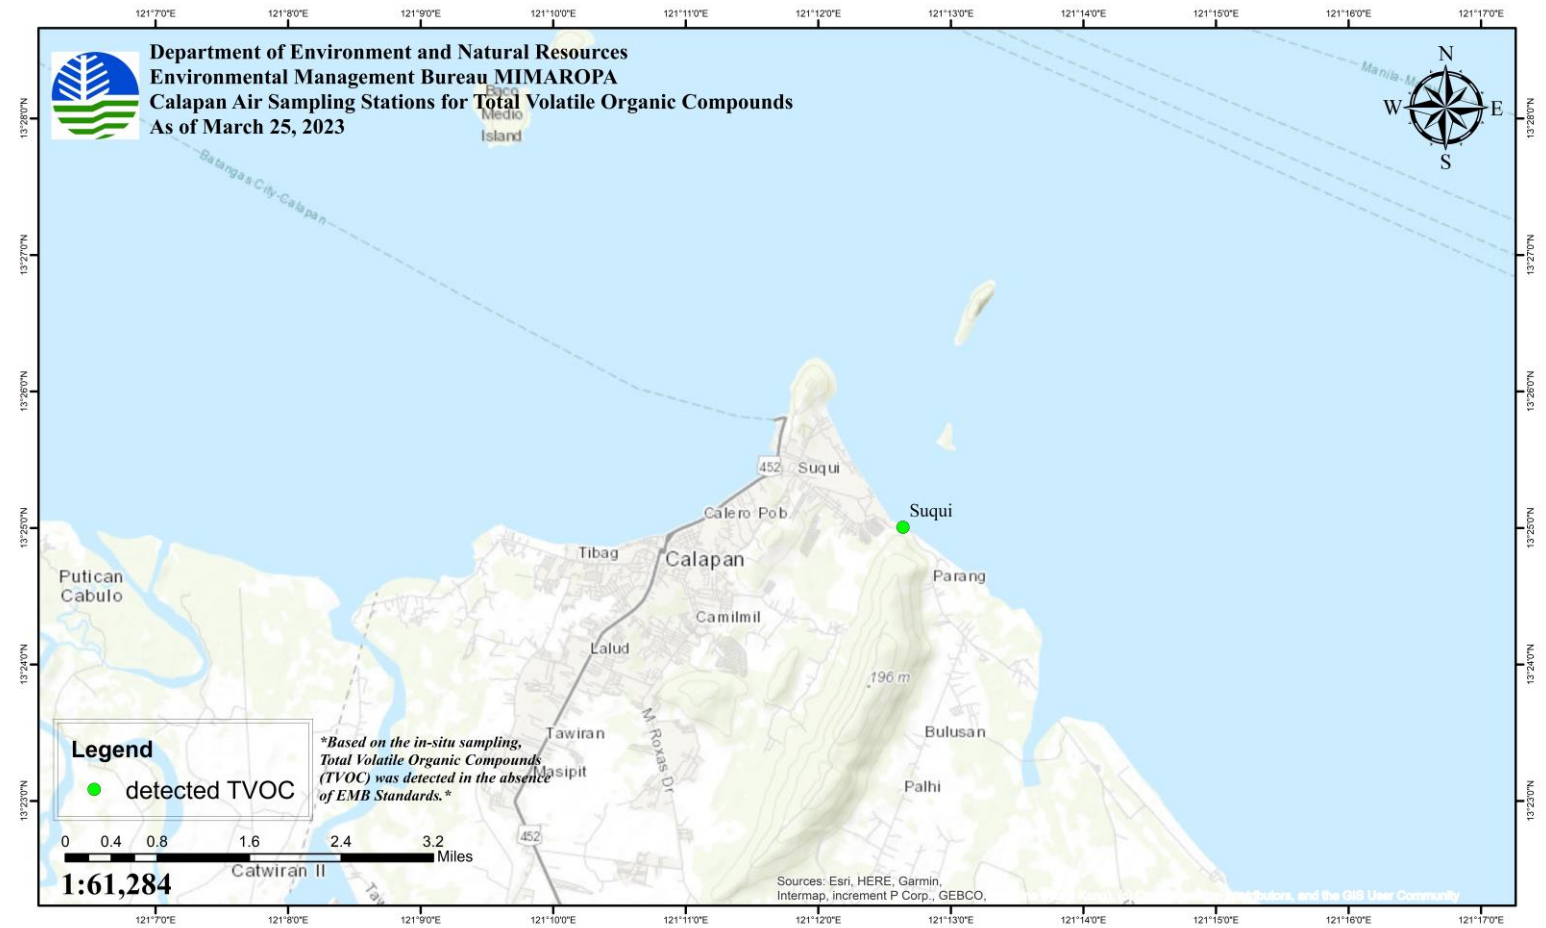 121°7'0"E 121°8'0"E 121°9'0"E 121°10'0"E 121°11'0"E 121°12'0"E 121°13'0"E 121°14'0"E 121°15'0"E 121°16'0"E 121°17'0"E
Department of Environment and Natural Resources
Environmental Management Bureau MIMAROPA
Calapan Air Sampling Stations for Total Volatile Organic Compounds
As of March 25, 2023
Baco
Medio
Island
N
W E
S
13°28'0"N 13°28'0"N
Batangas City-Calapan
13°27'0"N 13°27'0"N
13°26'0"N 13°26'0"N
452
Suqui
Suqui
Calero Pob.
13°25'0"N 13°25'0"N
Tibag
Calapan
Putican
Cabulo
Parang
Camilmil
Lalud
13°24'0"N 13°24'0"N
196 m
M Roxas Dr
Tawiran
Bulusan
Masipit
Palhi
13°23'0"N 13°23'0"N
Legend
detected TVOC
*Based on the in-situ sampling,
Total Volatile Organic Compounds
(TVOC) was detected in the absence
of EMB Standards.*
452
0 0.4 0.8 1.6 2.4 3.2
Miles
Catwiran II
1:61,284
Sources: Esri, HERE, Garmin,
Intermap, increment P Corp., GEBCO,
and the GIS User Community
121°7'0"E 121°8'0"E 121°9'0"E 121°10'0"E 121°11'0"E 121°12'0"E 121°13'0"E 121°14'0"E 121°15'0"E 121°16'0"E 121°17'0"E